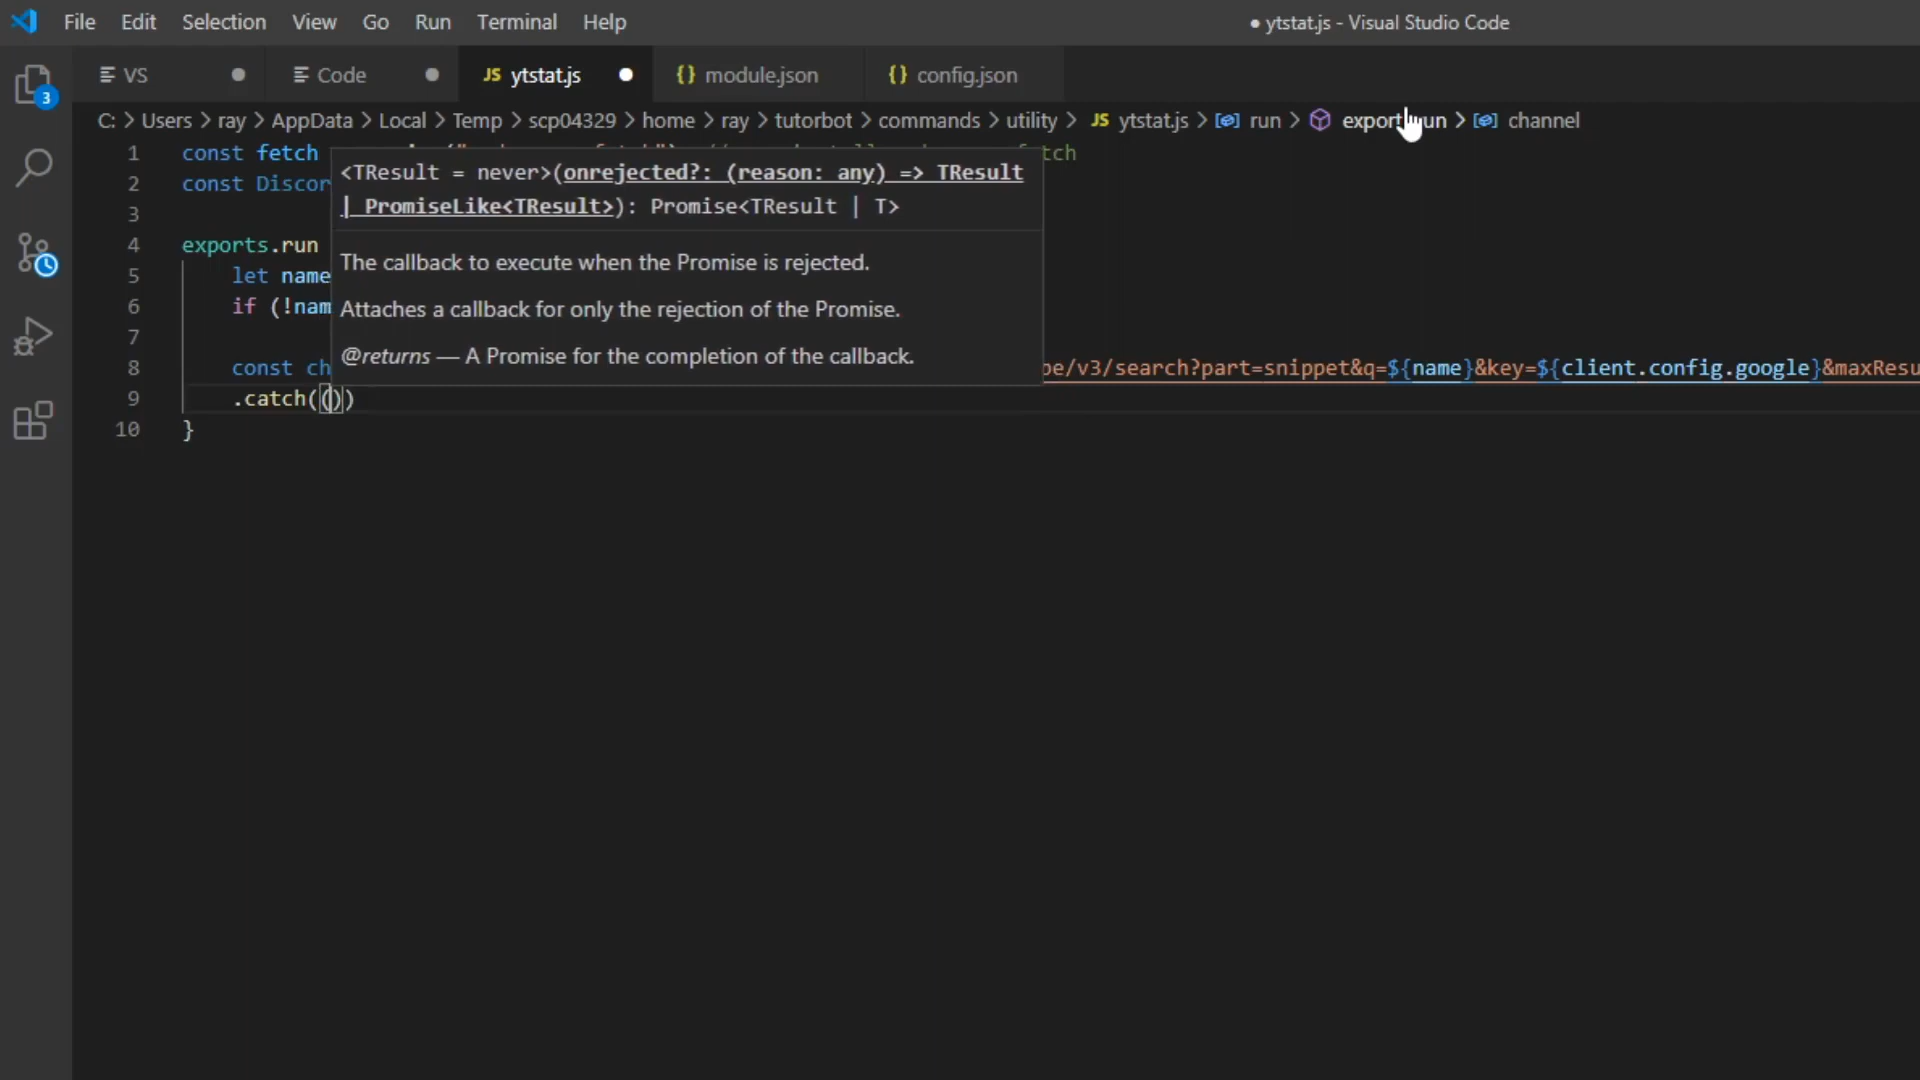 File Edit Selection View Go Run Terminal Help ● ytstat.js - Visual Studio Code
VS ● Code ● JS ytstat.js ● {} module.json {} config.json
3
C: > Users > ray > AppData > Local > Temp > scp04329 > home > ray > tutorbot > commands > utility > JS ytstat.js > run > export run > channel
1 const fetch tch
2 const Discor
3
4 exports.run
5 let name
6 if (!nam
7
8 const ch be/v3/search?part=snippet&q=${name}&key=${client.config.google}&maxResu
9 .catch(())
10 }
<TResult = never>(onrejected?: (reason: any) => TResult
| PromiseLike<TResult>): Promise<TResult | T>
The callback to execute when the Promise is rejected.
Attaches a callback for only the rejection of the Promise.
@returns — A Promise for the completion of the callback.